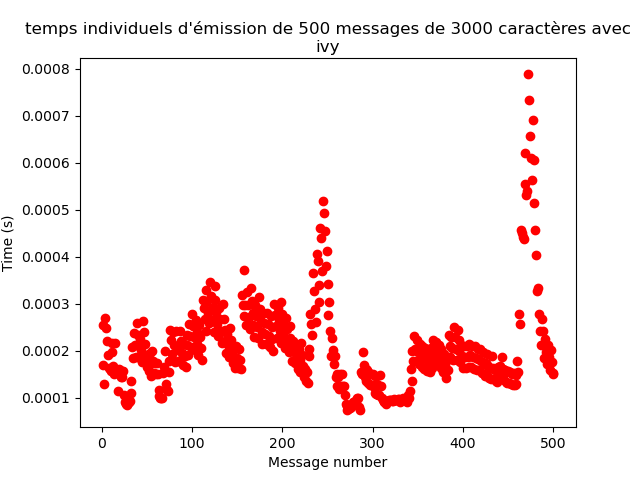 temps individuels d'émission de 500 messages de 3000 caractères avec
ivy
0.0008
0.0007
0.0006
0.0005
0.0004
0.0003
0.0002
0.0001
Time (s)
0 100 200 300 400 500
Message number